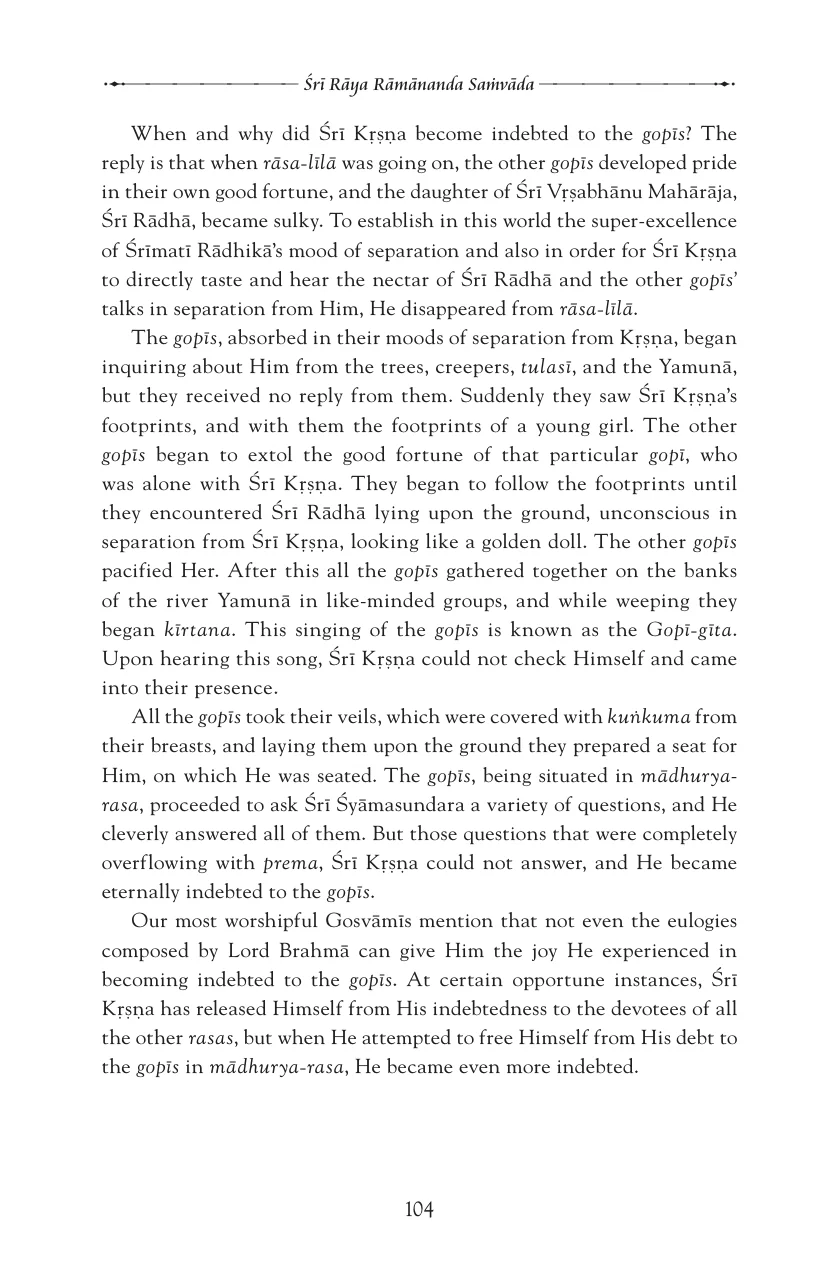 Śrī Rāya Rāmānanda Saṁvāda
When and why did Śrī Kṛṣṇa become indebted to the gopīs? The
reply is that when rāsa-līlā was going on, the other gopīs developed pride
in their own good fortune, and the daughter of Śrī Vṛṣabhānu Mahārāja,
Śrī Rādhā, became sulky. To establish in this world the super-excellence
of Śrīmatī Rādhikā’s mood of separation and also in order for Śrī Kṛṣṇa
to directly taste and hear the nectar of Śrī Rādhā and the other gopīs’
talks in separation from Him, He disappeared from rāsa-līlā.
The gopīs, absorbed in their moods of separation from Kṛṣṇa, began
inquiring about Him from the trees, creepers, tulasī, and the Yamunā,
but they received no reply from them. Suddenly they saw Śrī Kṛṣṇa’s
footprints, and with them the footprints of a young girl. The other
gopīs began to extol the good fortune of that particular gopī, who
was alone with Śrī Kṛṣṇa. They began to follow the footprints until
they encountered Śrī Rādhā lying upon the ground, unconscious in
separation from Śrī Kṛṣṇa, looking like a golden doll. The other gopīs
pacified Her. After this all the gopīs gathered together on the banks
of the river Yamunā in like-minded groups, and while weeping they
began kīrtana. This singing of the gopīs is known as the Gopī-gīta.
Upon hearing this song, Śrī Kṛṣṇa could not check Himself and came
into their presence.
All the gopīs took their veils, which were covered with kuṅkuma from
their breasts, and laying them upon the ground they prepared a seat for
Him, on which He was seated. The gopīs, being situated in mādhurya-
rasa, proceeded to ask Śrī Śyāmasundara a variety of questions, and He
cleverly answered all of them. But those questions that were completely
overflowing with prema, Śrī Kṛṣṇa could not answer, and He became
eternally indebted to the gopīs.
Our most worshipful Gosvāmīs mention that not even the eulogies
composed by Lord Brahmā can give Him the joy He experienced in
becoming indebted to the gopīs. At certain opportune instances, Śrī
Kṛṣṇa has released Himself from His indebtedness to the devotees of all
the other rasas, but when He attempted to free Himself from His debt to
the gopīs in mādhurya-rasa, He became even more indebted.
104